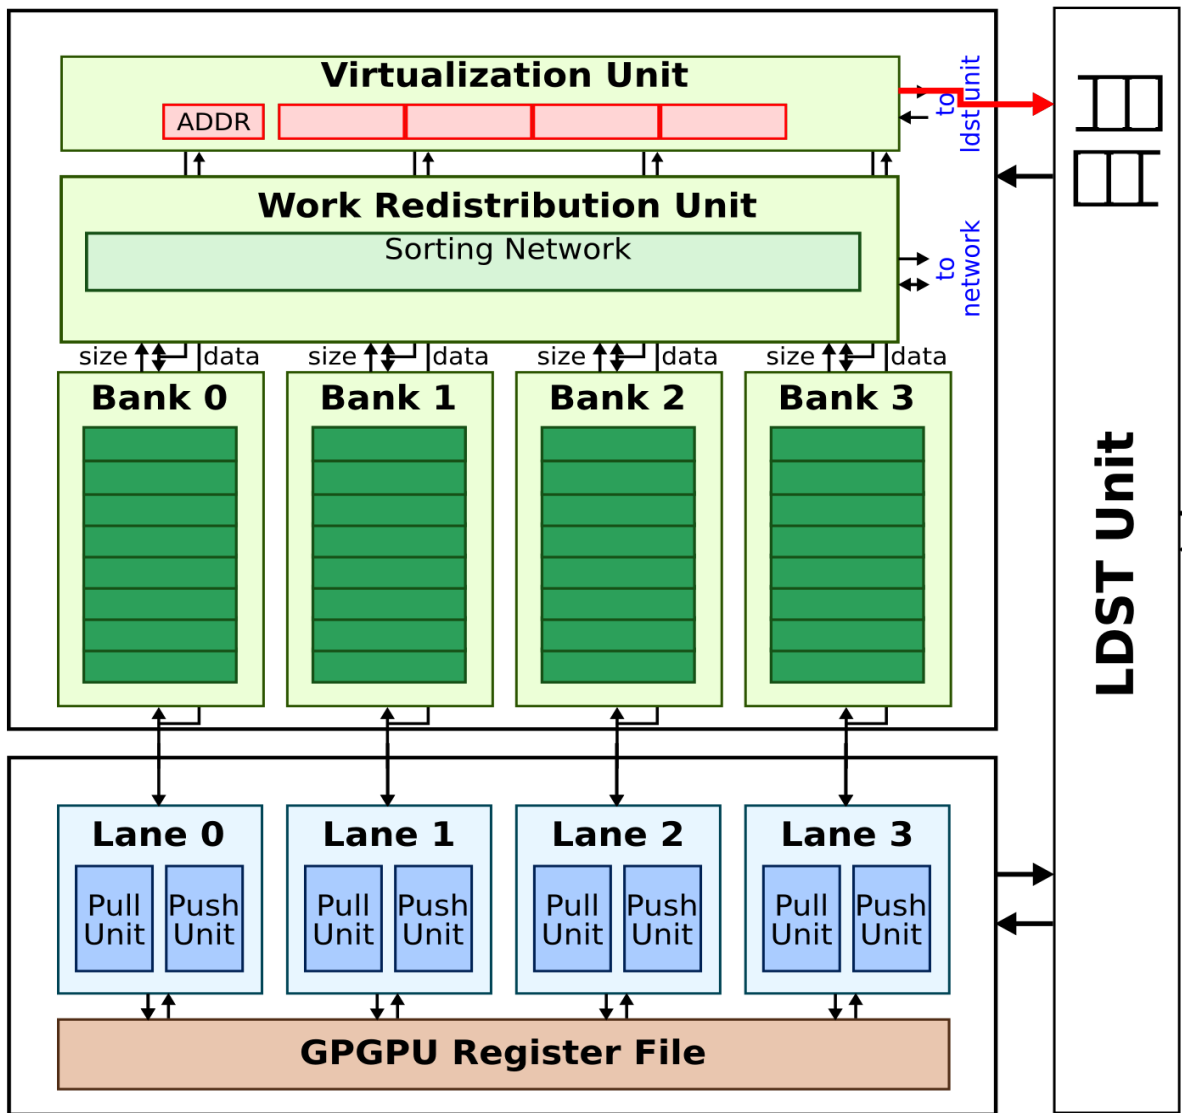 Virtualization Unit
ADDR
to
ldst unit
Work Redistribution Unit
Sorting Network
to
network
size
data
size
data
size
data
size
data
Bank 0
Bank 1
Bank 2
Bank 3
LDST Unit
Lane 0
Lane 1
Lane 2
Lane 3
Pull
Unit
Push
Unit
Pull
Unit
Push
Unit
Pull
Unit
Push
Unit
Pull
Unit
Push
Unit
GPGPU Register File